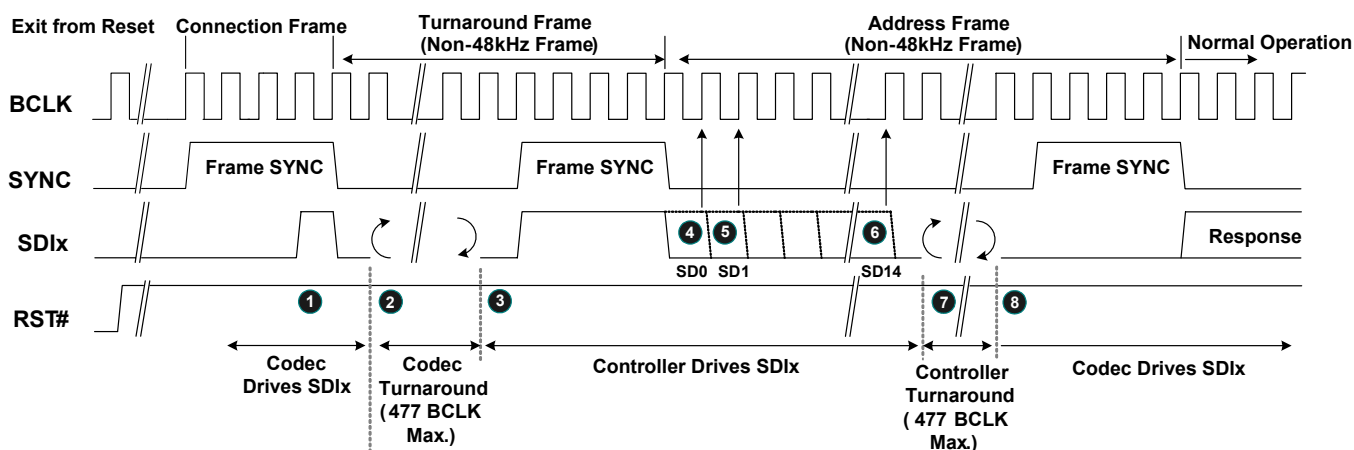 Exit from Reset
Connection Frame
Turnaround Frame
(Non-48kHz Frame)
Address Frame
(Non-48kHz Frame)
Normal Operation
BCLK
SYNC
Frame SYNC
Frame SYNC
Frame SYNC
SDIx
4
5
6
Response
SD0
SD1
SD14
RST#
1
2
3
7
8
Codec
Drives SDIx
Codec
Turnaround
( 477 BCLK
Max.)
Controller Drives SDIx
Controller
Turnaround
( 477 BCLK
Max.)
Codec Drives SDIx